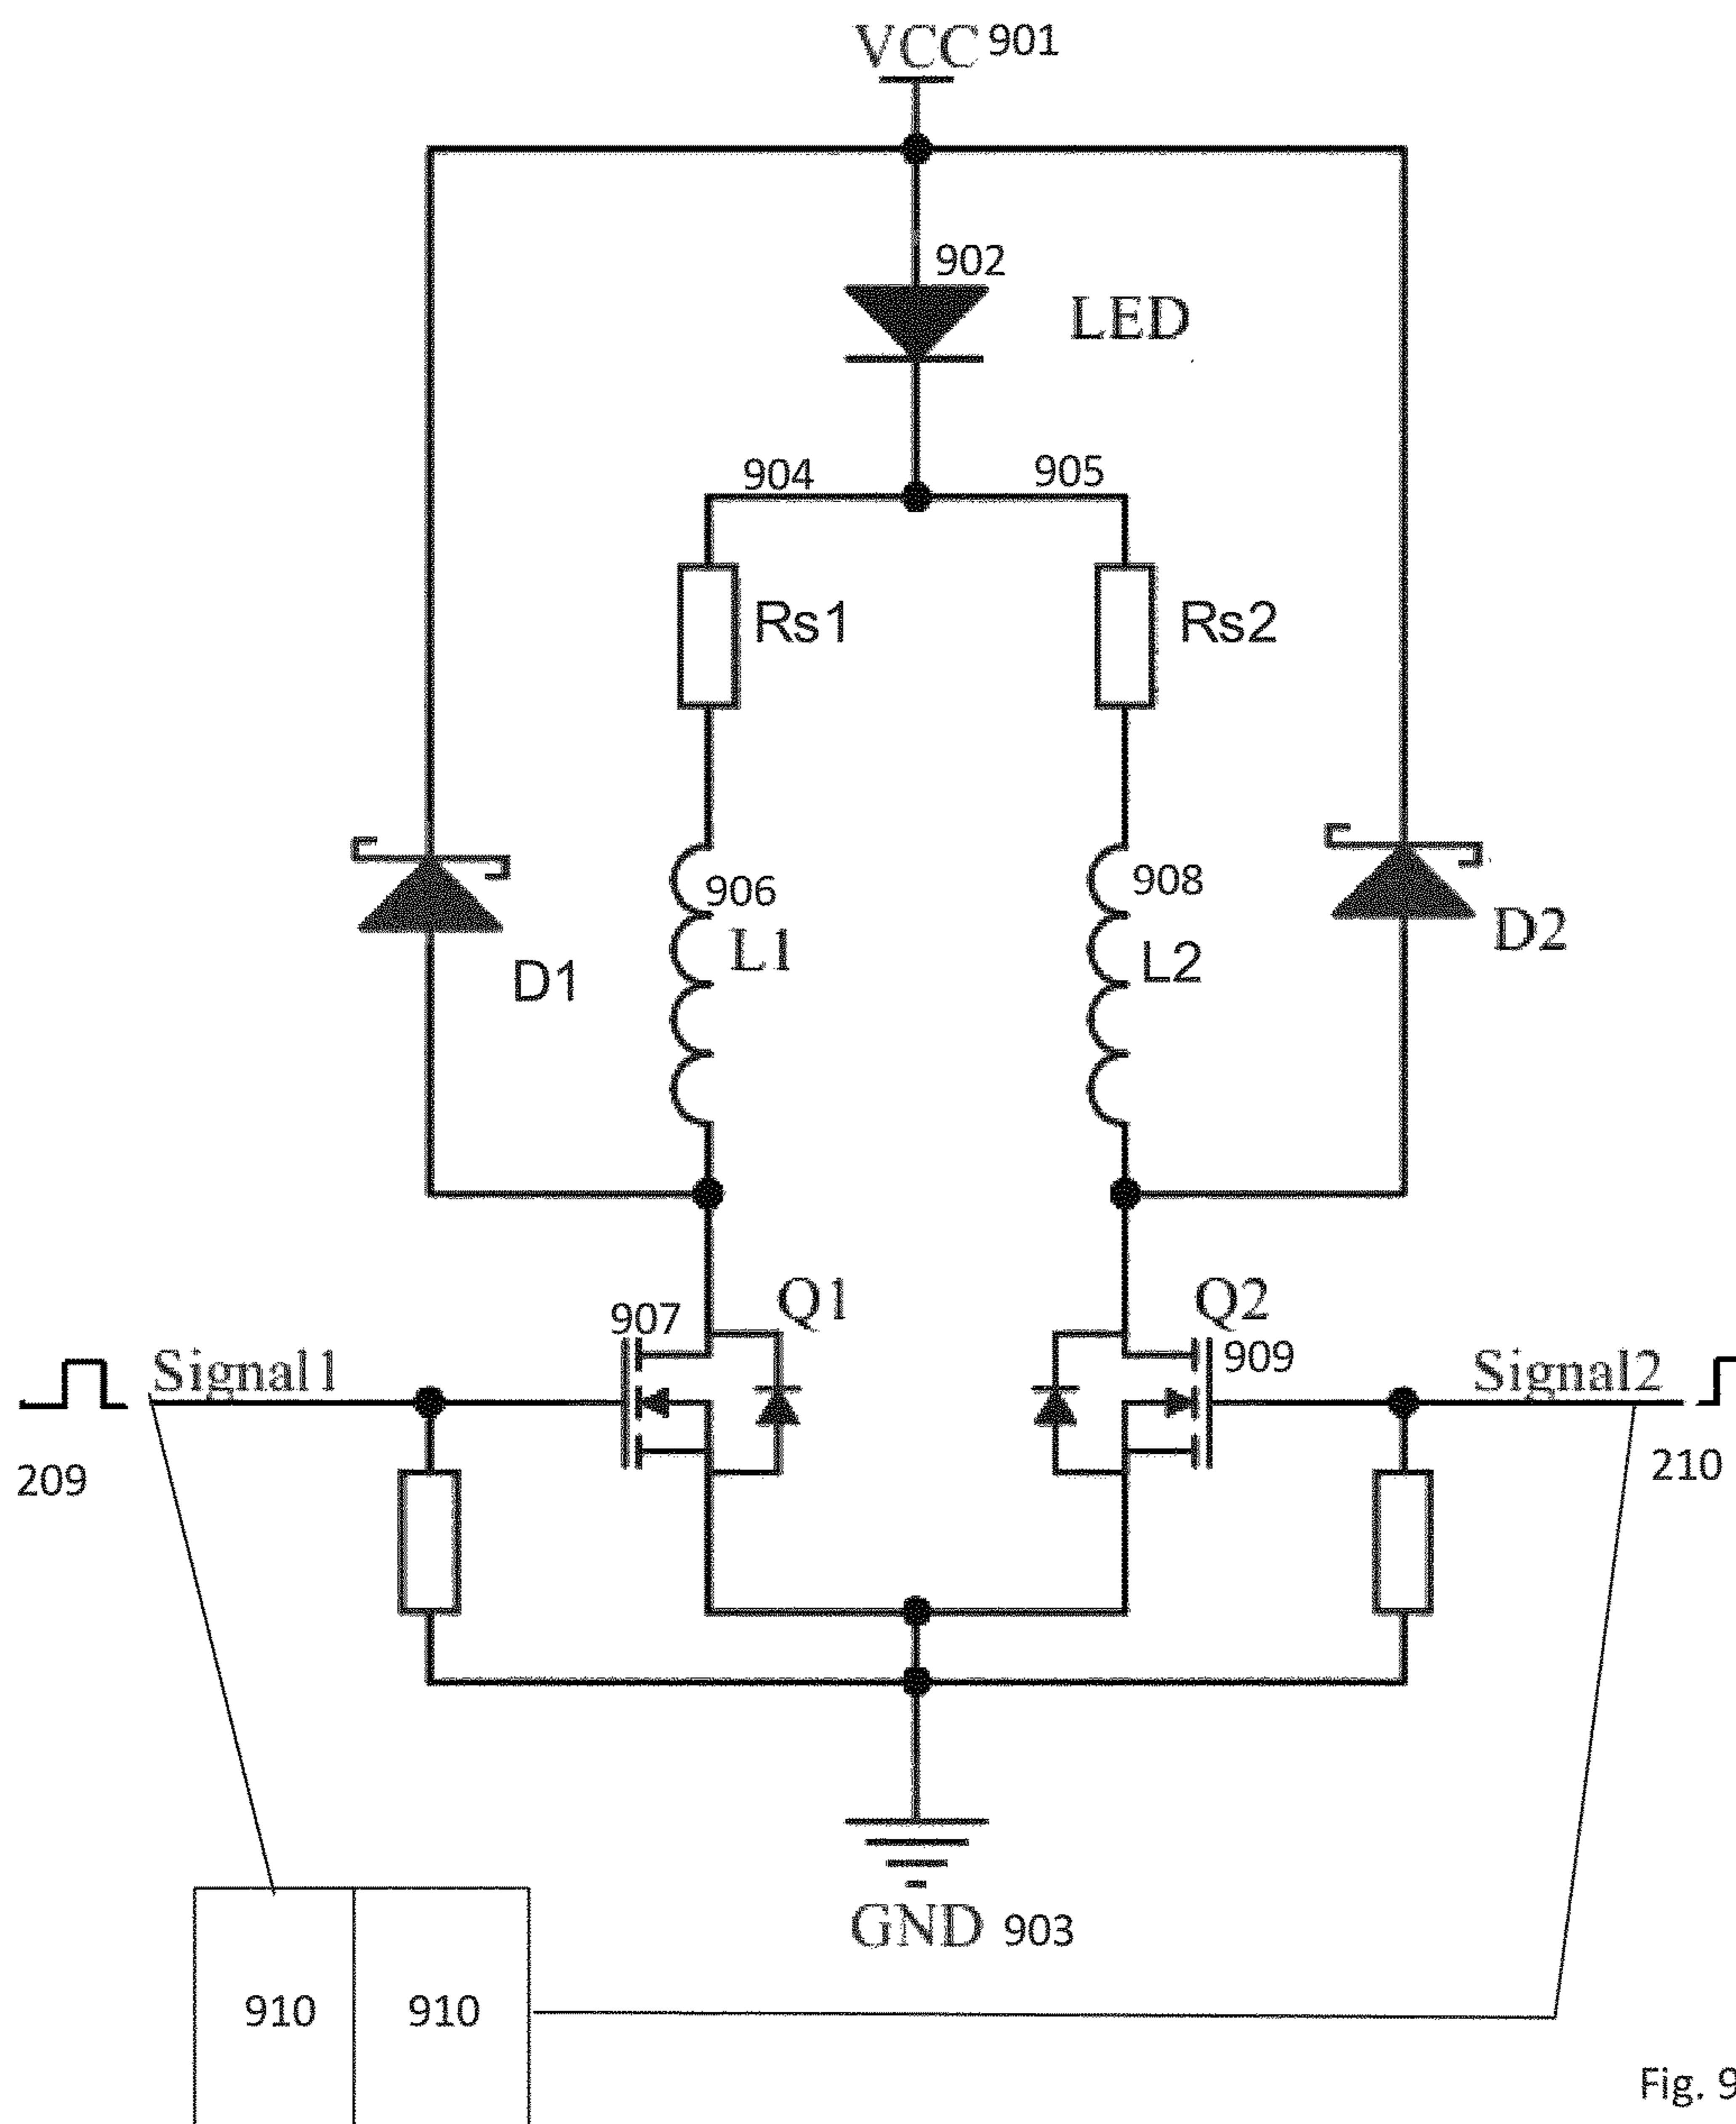 VCC 901
902
LED
904
905
Rs1
Rs2
906
908
L1
L2
D1
D2
Q1
Q2
907
909
Signal1
Signal2
209
210
GND 903
910
910
Fig. 9